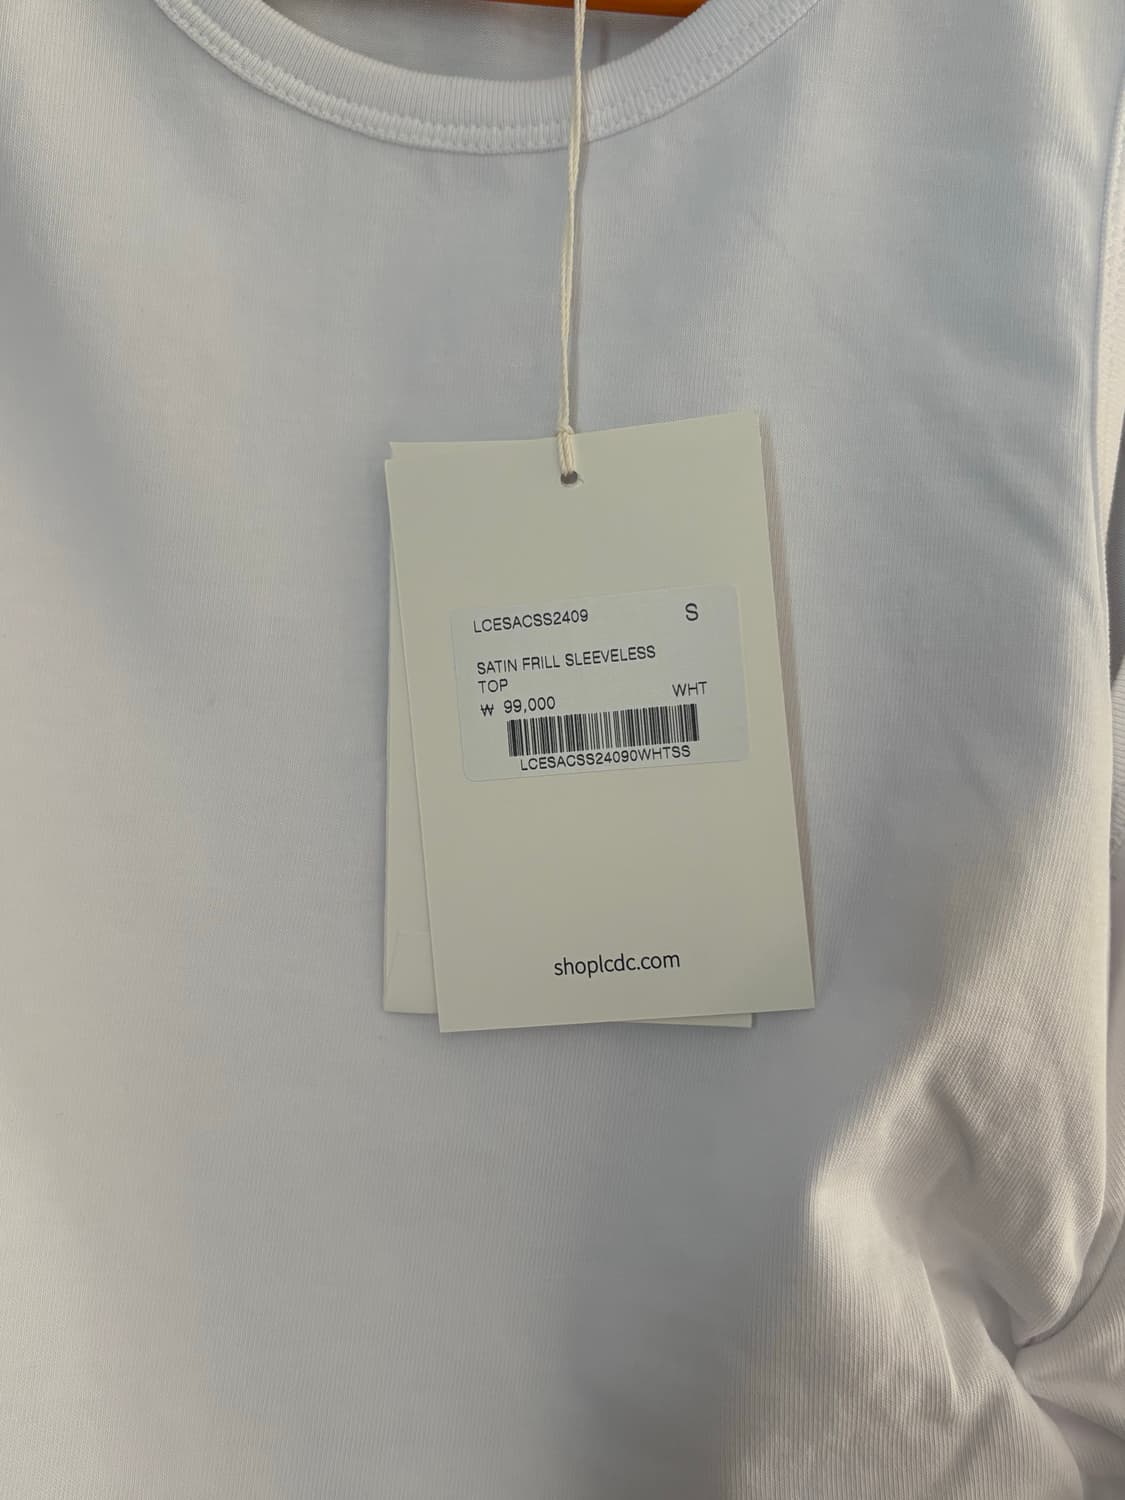 LCESACSS2409 S
SATIN FRILL SLEEVELESS
TOP
₩ 99,000 WHT
LCESACSS24090WHTSS
shoplcdc.com